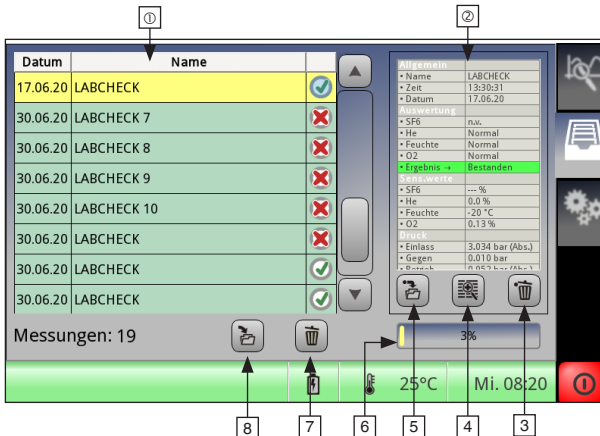 ① ②
Datum Name
17.06.20 LABCHECK
30.06.20 LABCHECK 7
30.06.20 LABCHECK 8
30.06.20 LABCHECK 9
30.06.20 LABCHECK 10
30.06.20 LABCHECK
30.06.20 LABCHECK
30.06.20 LABCHECK
Allgemein
• Name LABCHECK
• Zeit 13:30:31
• Datum 17.06.20
Auswertung
• SF6 n.v.
• He Normal
• Feuchte Normal
• O2 Normal
• Ergebnis → Bestanden
Sens.werte
• SF6 --- %
• He 0.0 %
• Feuchte -20 °C
• O2 0.13 %
Druck
• Einlass 3.034 bar (Abs.)
• Gegen 0.010 bar
• Betrieb 0.952 bar (Abs.)
Messungen: 19
3%
25°C Mi. 08:20
8 7 6 5 4 3